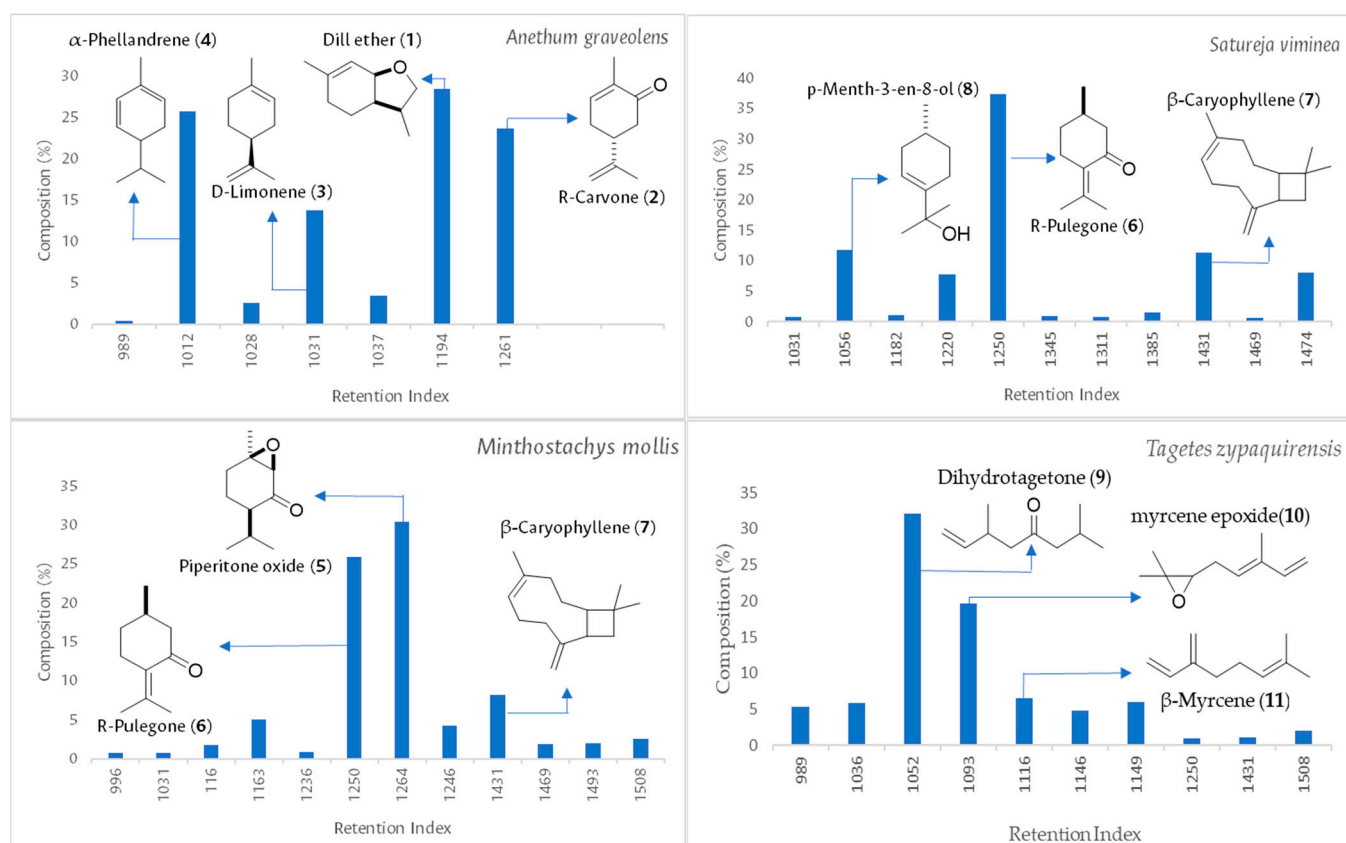 Anethum graveolens
α-Phellandrene (4)
Dill ether (1)
D-Limonene (3)
R-Carvone (2)
O
O
Composition (%)
30
25
20
15
10
5
0
989
1012
1028
1031
1037
1194
1261
Retention Index
Satureja viminea
p-Menth-3-en-8-ol (8)
β-Caryophyllene (7)
R-Pulegone (6)
OH
O
Composition (%)
40
35
30
25
20
15
10
5
0
1031
1056
1182
1220
1250
1345
1311
1385
1431
1469
1474
Retention Index
Minthostachys mollis
O
O
Piperitone oxide (5)
β-Caryophyllene (7)
O
R-Pulegone (6)
Composition (%)
35
30
25
20
15
10
5
0
996
1031
116
1163
1236
1250
1264
1246
1431
1469
1493
1508
Retention Index
Tagetes zypaquirensis
Dihydrotagetone (9)
O
myrcene epoxide(10)
O
β-Myrcene (11)
Composition (%)
35
30
25
20
15
10
5
0
989
1036
1052
1093
1116
1146
1149
1250
1431
1508
Retention Index